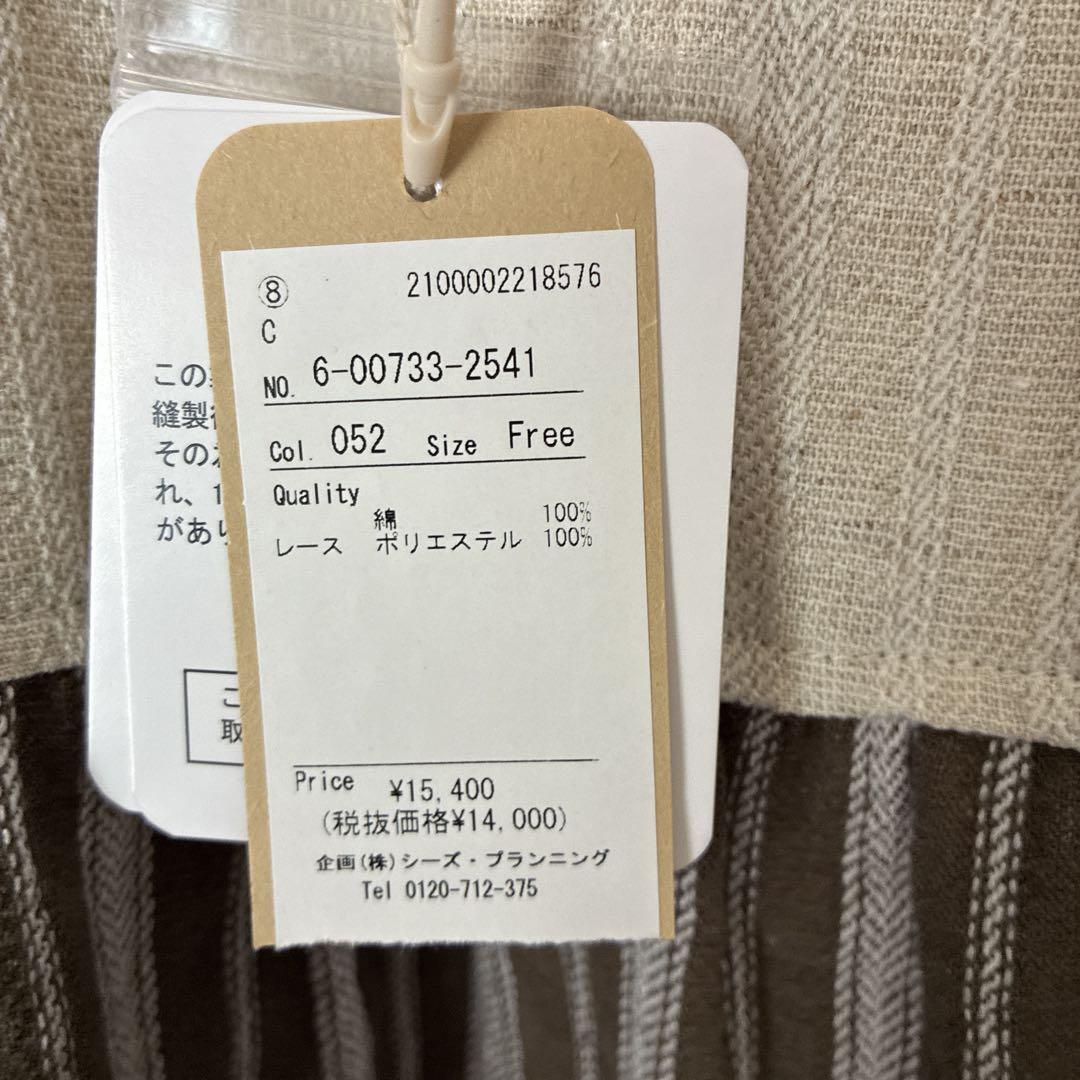 ⑧ 2100002218576
C
NO. 6-00733-2541
Col. 052 Size Free
Quality
綿 100%
レース ポリエステル 100%
Price ¥15,400
(税抜価格¥14,000)
企画(株)シーズ・プランニング
Tel 0120-712-375
この
縫製
その
れ、1
があり
こ
取